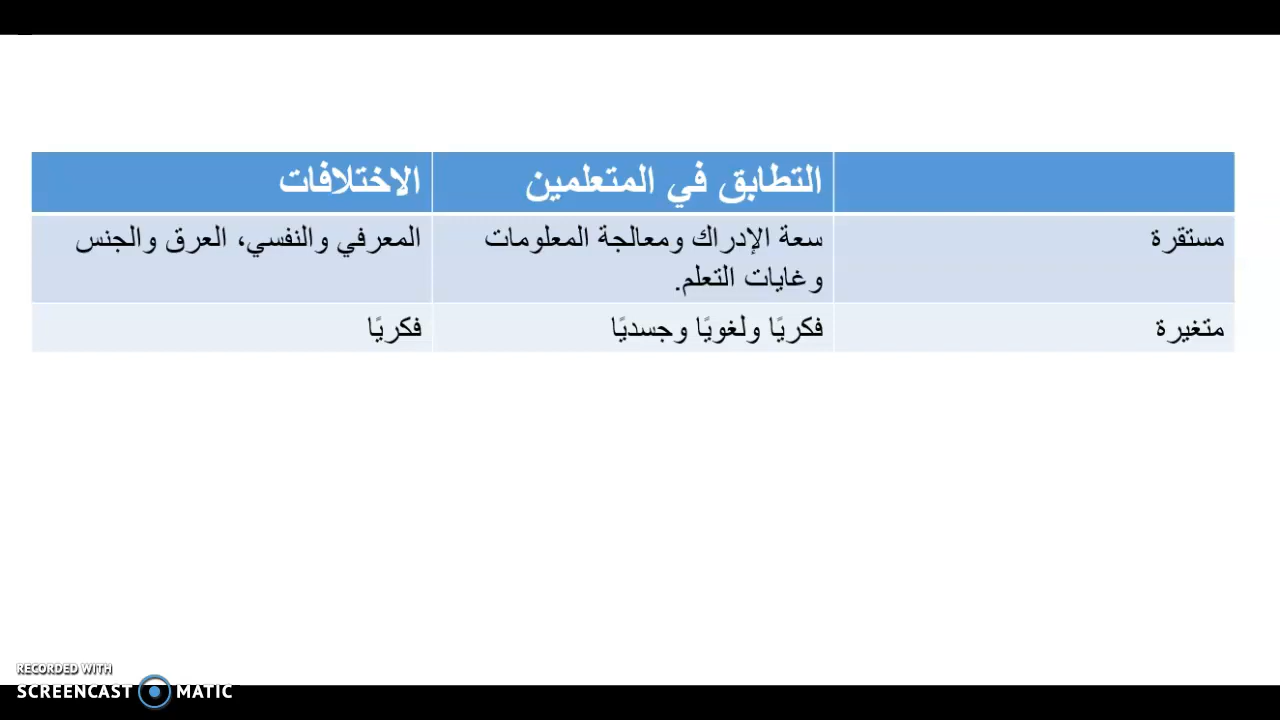 التطابق في المتعلمين الاختلافات
مستقرة سعة الإدراك ومعالجة المعلومات المعرفي والنفسي، العرق والجنس
وغايات التعلم.
متغيرة فكريًا ولغويًا وجسديًا فكريًا
RECORDED WITH
SCREENCAST MATIC